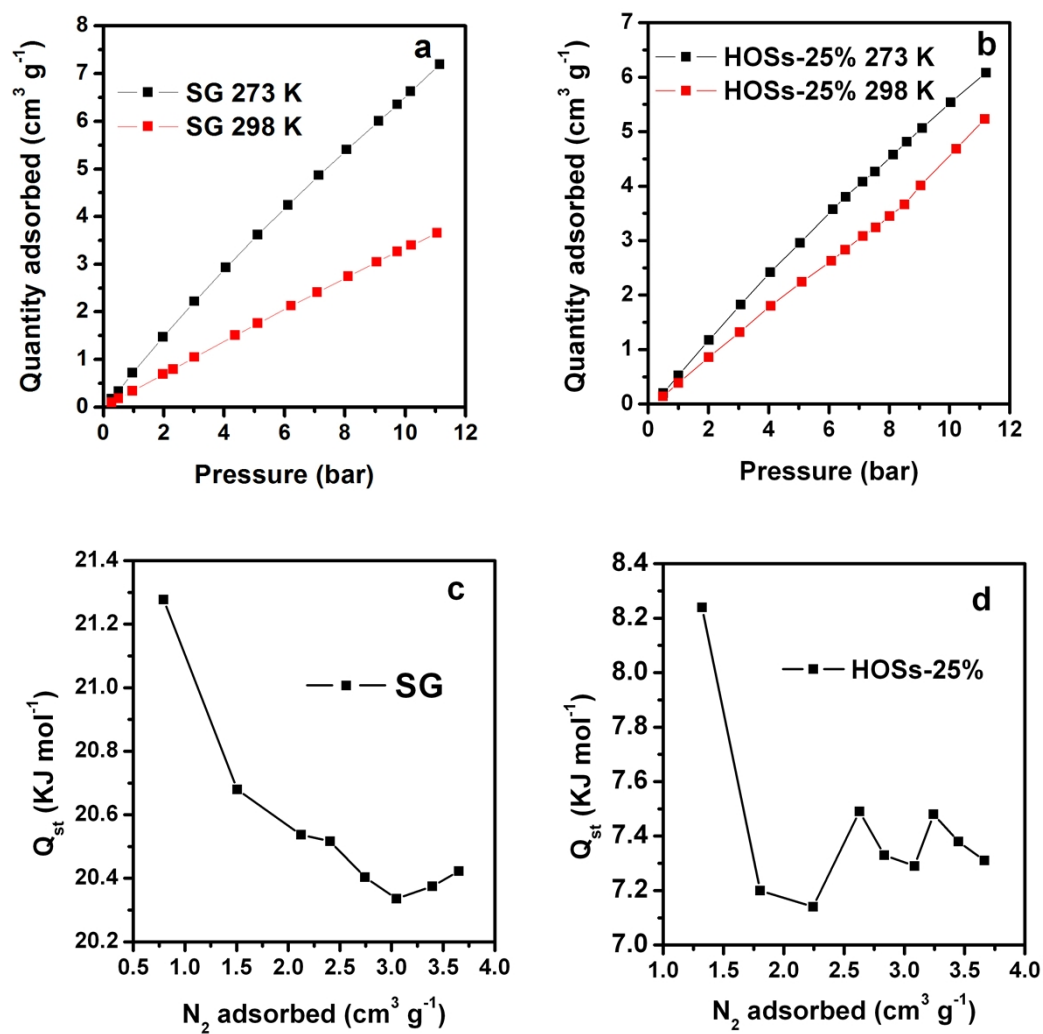 a
SG 273 K
SG 298 K
Quantity adsorbed (cm³ g⁻¹)
8
7
6
5
4
3
2
1
0
0 2 4 6 8 10 12
Pressure (bar)
b
HOSs-25% 273 K
HOSs-25% 298 K
Quantity adsorbed (cm³ g⁻¹)
7
6
5
4
3
2
1
0
0 2 4 6 8 10 12
Pressure (bar)
c
SG
Qst (KJ mol⁻¹)
21.4
21.2
21.0
20.8
20.6
20.4
20.2
0.5 1.0 1.5 2.0 2.5 3.0 3.5 4.0
N₂ adsorbed (cm³ g⁻¹)
d
HOSs-25%
Qst (KJ mol⁻¹)
8.4
8.2
8.0
7.8
7.6
7.4
7.2
7.0
1.0 1.5 2.0 2.5 3.0 3.5 4.0
N₂ adsorbed (cm³ g⁻¹)